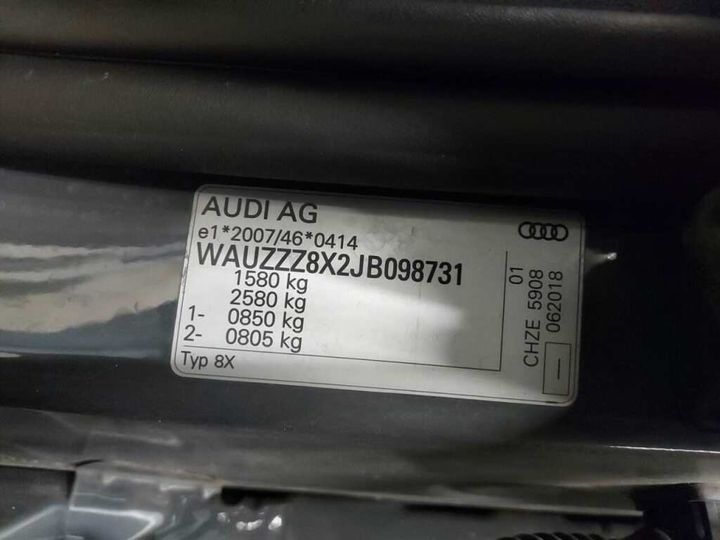 AUDI AG
e1*2007/46*0414
WAUZZZ8X2JB098731
1580 kg
2580 kg
1- 0850 kg
2- 0805 kg
Typ 8X
01
CHZE 5908
062018